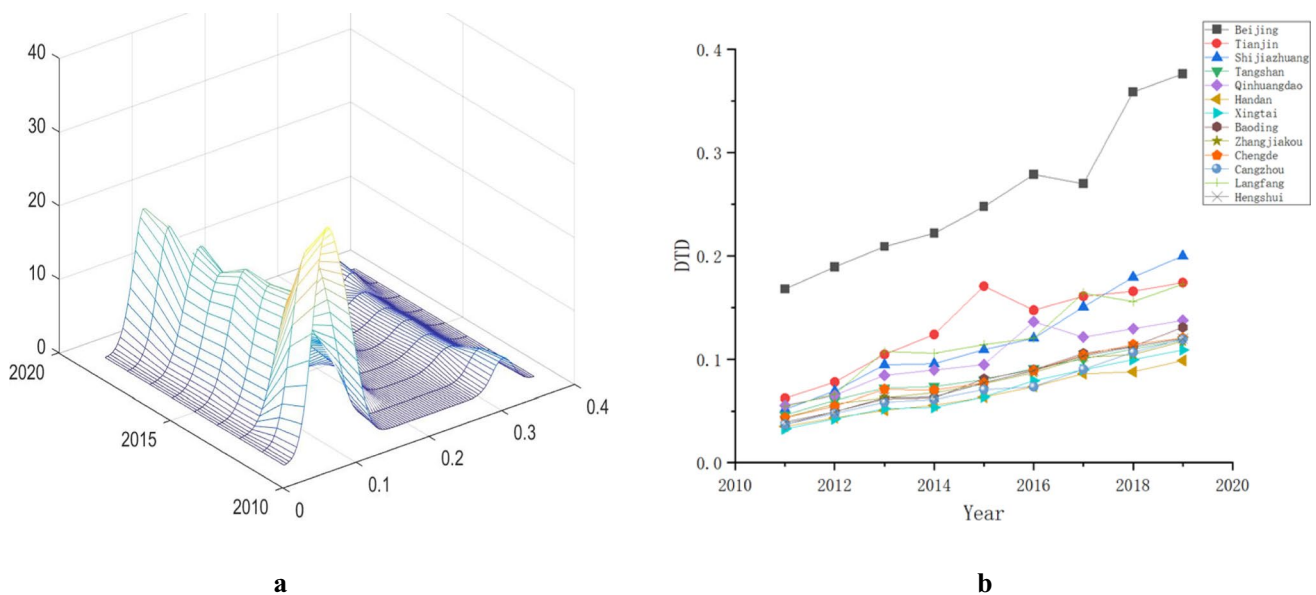 40
30
20
10
0
2020
2015
2010
0
0.1
0.2
0.3
0.4
a
Beijing
Tianjin
Shijiazhuang
Tangshan
Qinhuangdao
Handan
Xingtai
Baoding
Zhangjiakou
Chengde
Cangzhou
Langfang
Hengshui
0.4
0.3
0.2
0.1
0.0
DTD
2010 2012 2014 2016 2018 2020
Year
b